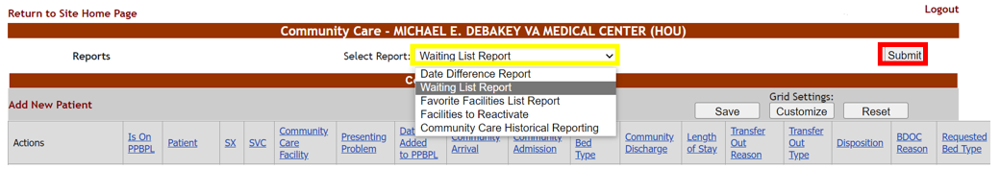 Return to Site Home Page
Logout
Community Care - MICHAEL E. DEBAKEY VA MEDICAL CENTER (HOU)
Reports
Select Report:
Waiting List Report
Submit
Date Difference Report
Waiting List Report
Favorite Facilities List Report
Facilities to Reactivate
Community Care Historical Reporting
Add New Patient
Grid Settings:
Save
Customize
Reset
Actions
Is On
PPBPL
Patient
SX
SVC
Community
Care
Facility
Presenting
Problem
Added
to PPBPL
Community
Arrival
Community
Admission
Bed
Type
Community
Discharge
Length
of Stay
Transfer
Out
Reason
Transfer
Out
Type
Disposition
BDOC
Reason
Requested
Bed Type